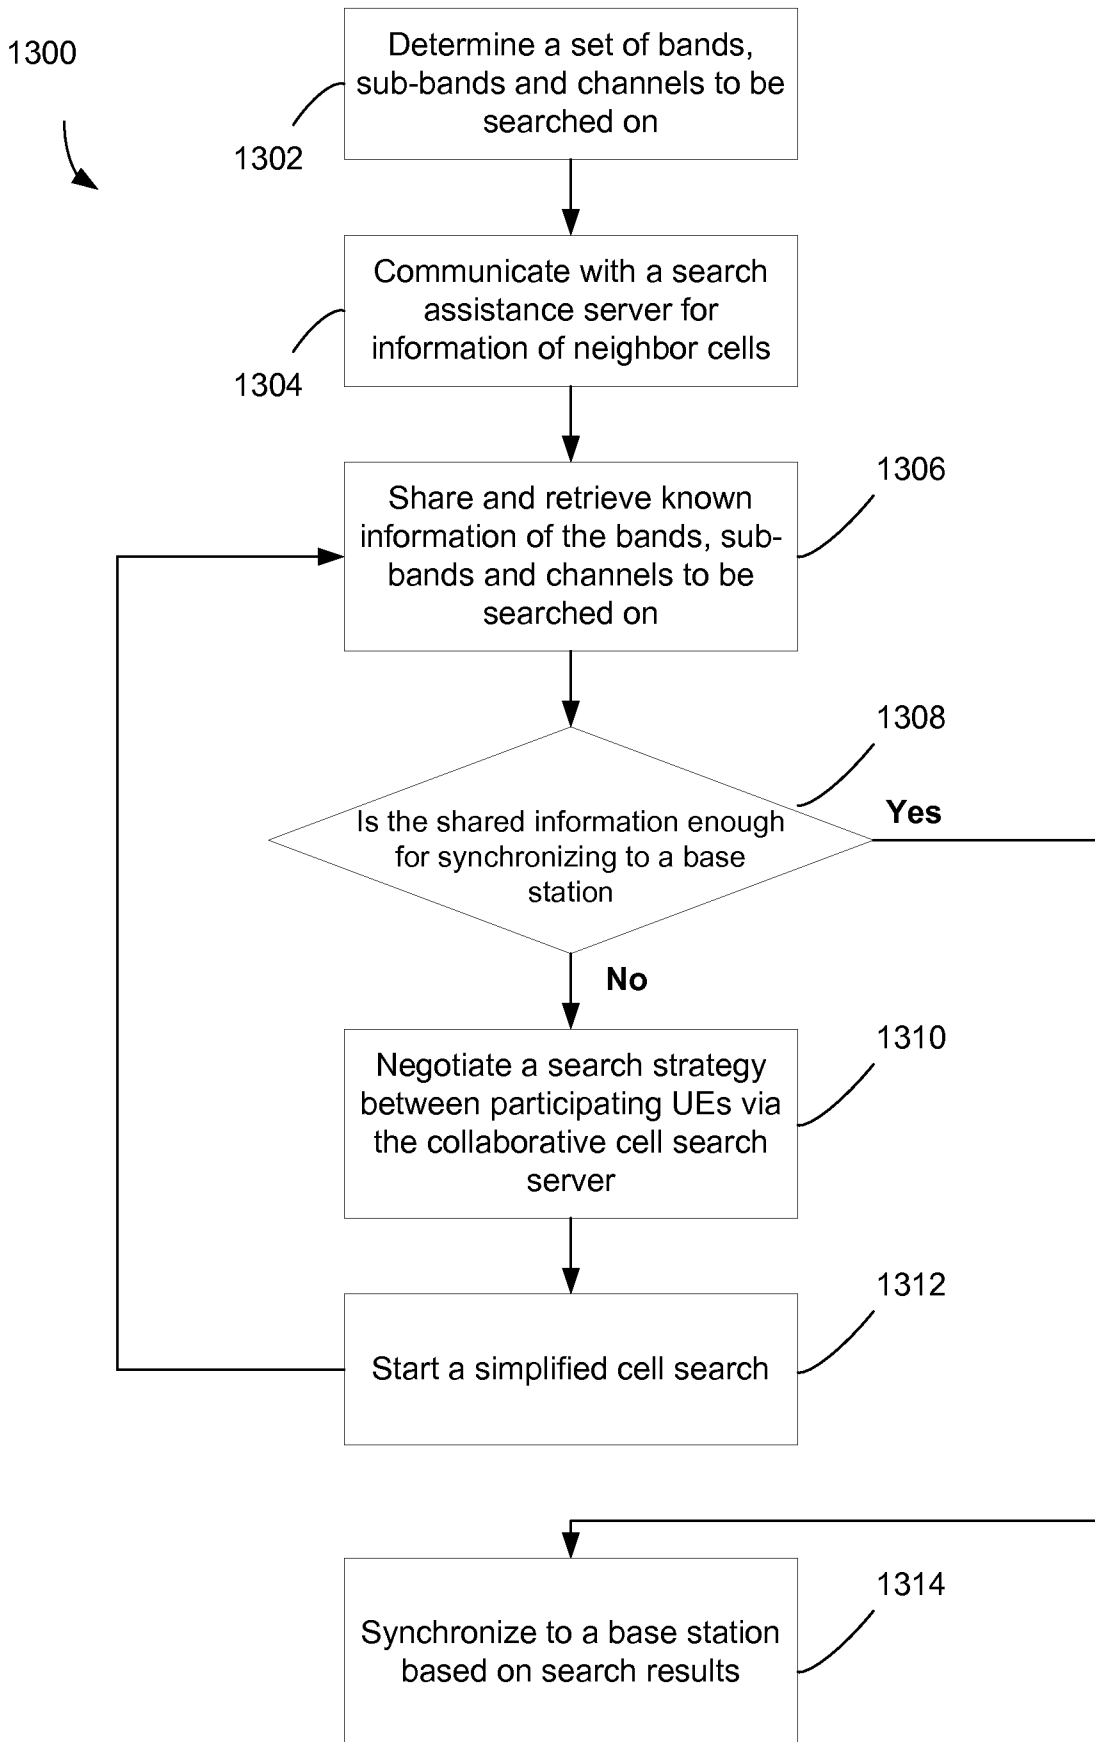 1300
Determine a set of bands,
sub-bands and channels to be
searched on
1302
Communicate with a search
assistance server for
information of neighbor cells
1304
1306
Share and retrieve known
information of the bands, sub-
bands and channels to be
searched on
1308
Yes
Is the shared information enough
for synchronizing to a base
station
No
1310
Negotiate a search strategy
between participating UEs via
the collaborative cell search
server
1312
Start a simplified cell search
1314
Synchronize to a base station
based on search results